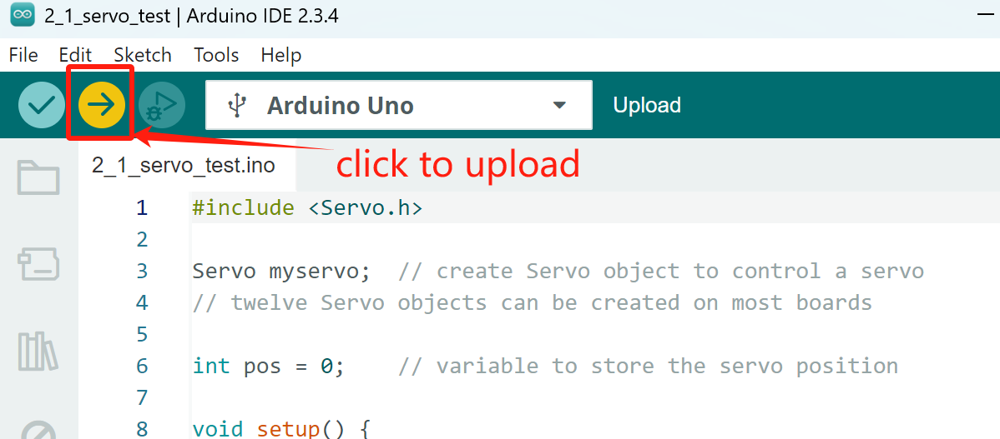 2_1_servo_test | Arduino IDE 2.3.4
File Edit Sketch Tools Help
Arduino Uno
Upload
2_1_servo_test.ino
click to upload
1 #include <Servo.h>
2
3 Servo myservo;  // create Servo object to control a servo
4 // twelve Servo objects can be created on most boards
5
6 int pos = 0;    // variable to store the servo position
7
8 void setup() {